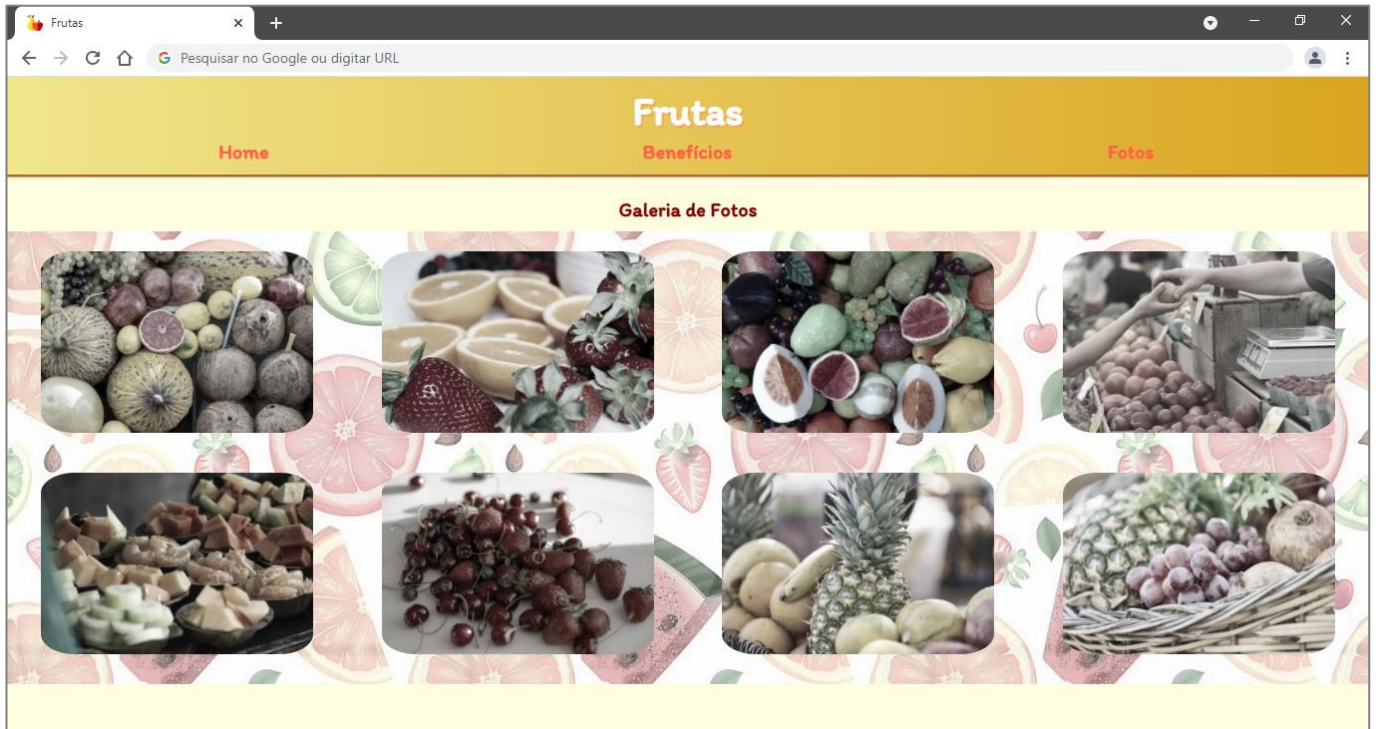 Frutas
Pesquisar no Google ou digitar URL
Frutas
Home Benefícios Fotos
Galeria de Fotos